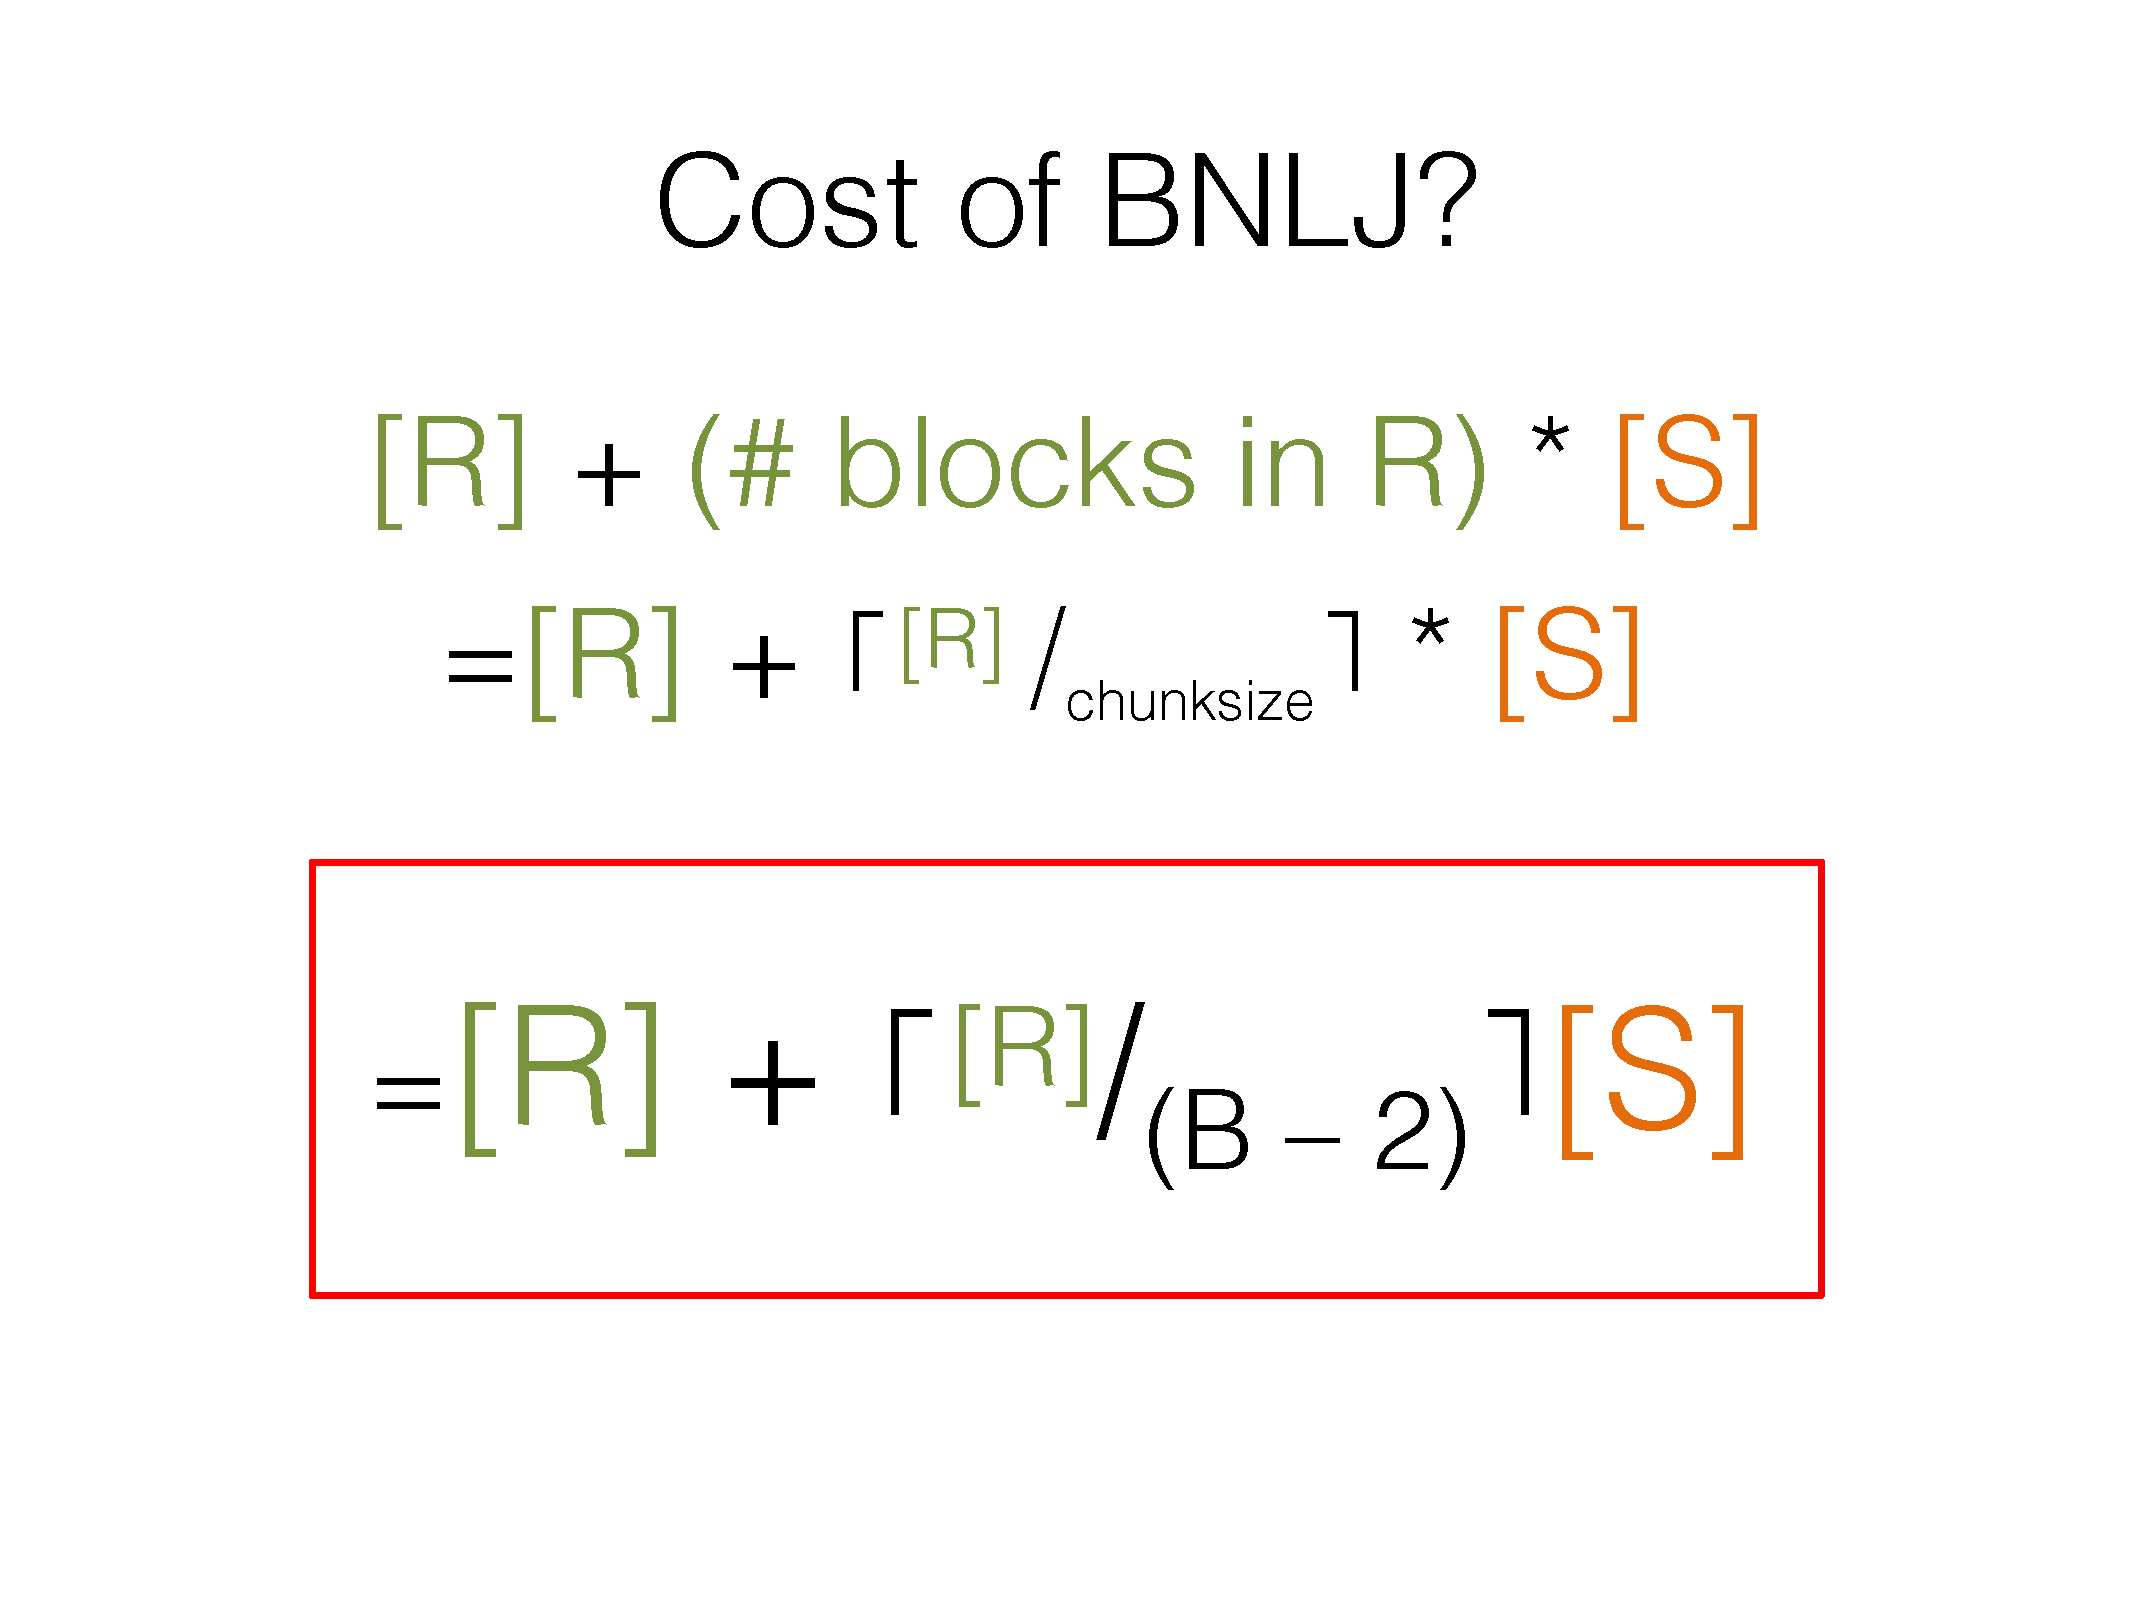 Cost of BNLJ?
[R] + (# blocks in R) * [S]
=[R] + ⌈[R] /chunksize⌉ * [S]
=[R] + ⌈[R]/(B – 2)⌉[S]